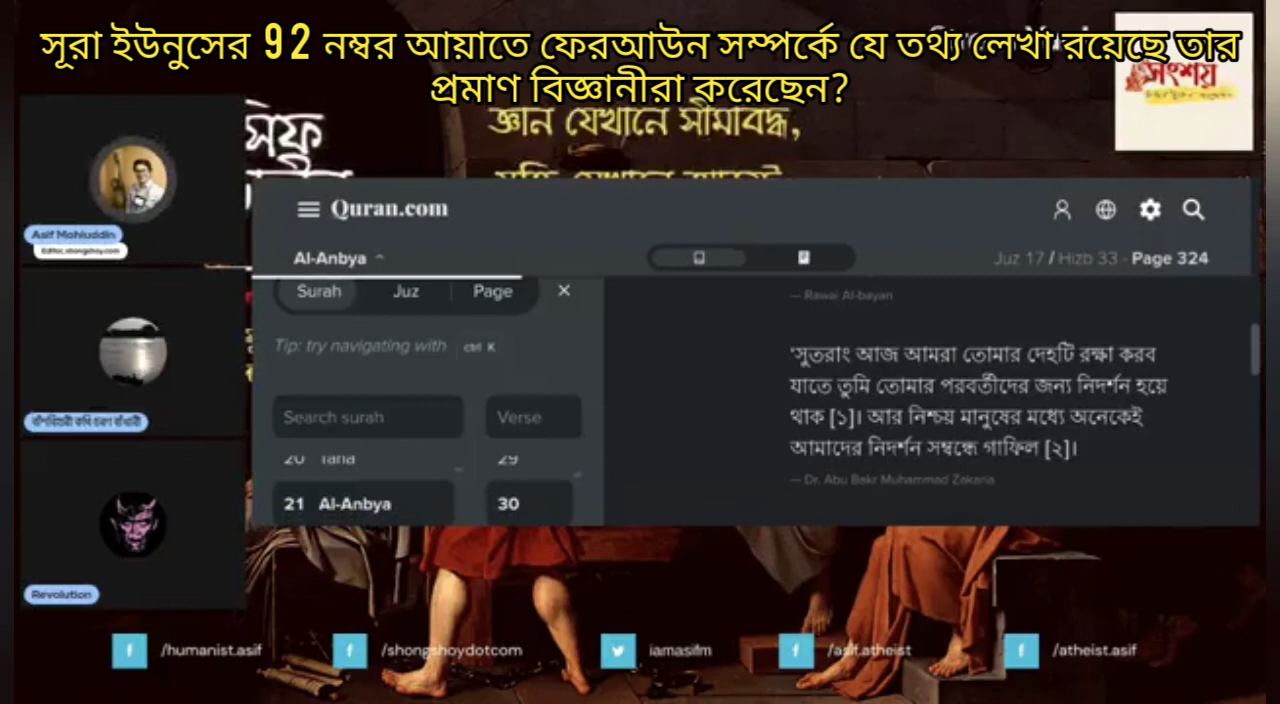 সূরা ইউনুসের 92 নম্বর আয়াতে ফেরআউন সম্পর্কে যে তথ্য লেখা রয়েছে তার
প্রমাণ বিজ্ঞানীরা করেছেন?
সংশয়
জ্ঞান যেখানে সীমাবদ্ধ,
Asif Mohiuddin
Editor, shongshoy.com
Revolution
Quran.com
Al-Anbya
Juz 17 / Hizb 33 - Page 324
Surah Juz Page
Tip: try navigating with ctrl K
Search surah Verse
20 Taha 29
21 Al-Anbya 30
— Rawai Al-bayan
'সুতরাং আজ আমরা তোমার দেহটি রক্ষা করব
যাতে তুমি তোমার পরবর্তীদের জন্য নিদর্শন হয়ে
থাক [১]। আর নিশ্চয় মানুষের মধ্যে অনেকেই
আমাদের নিদর্শন সম্বন্ধে গাফিল [২]।
— Dr. Abu Bakr Muhammad Zakaria
/humanist.asif
/shongshoydotcom
iamasifm
/asif.atheist
/atheist.asif